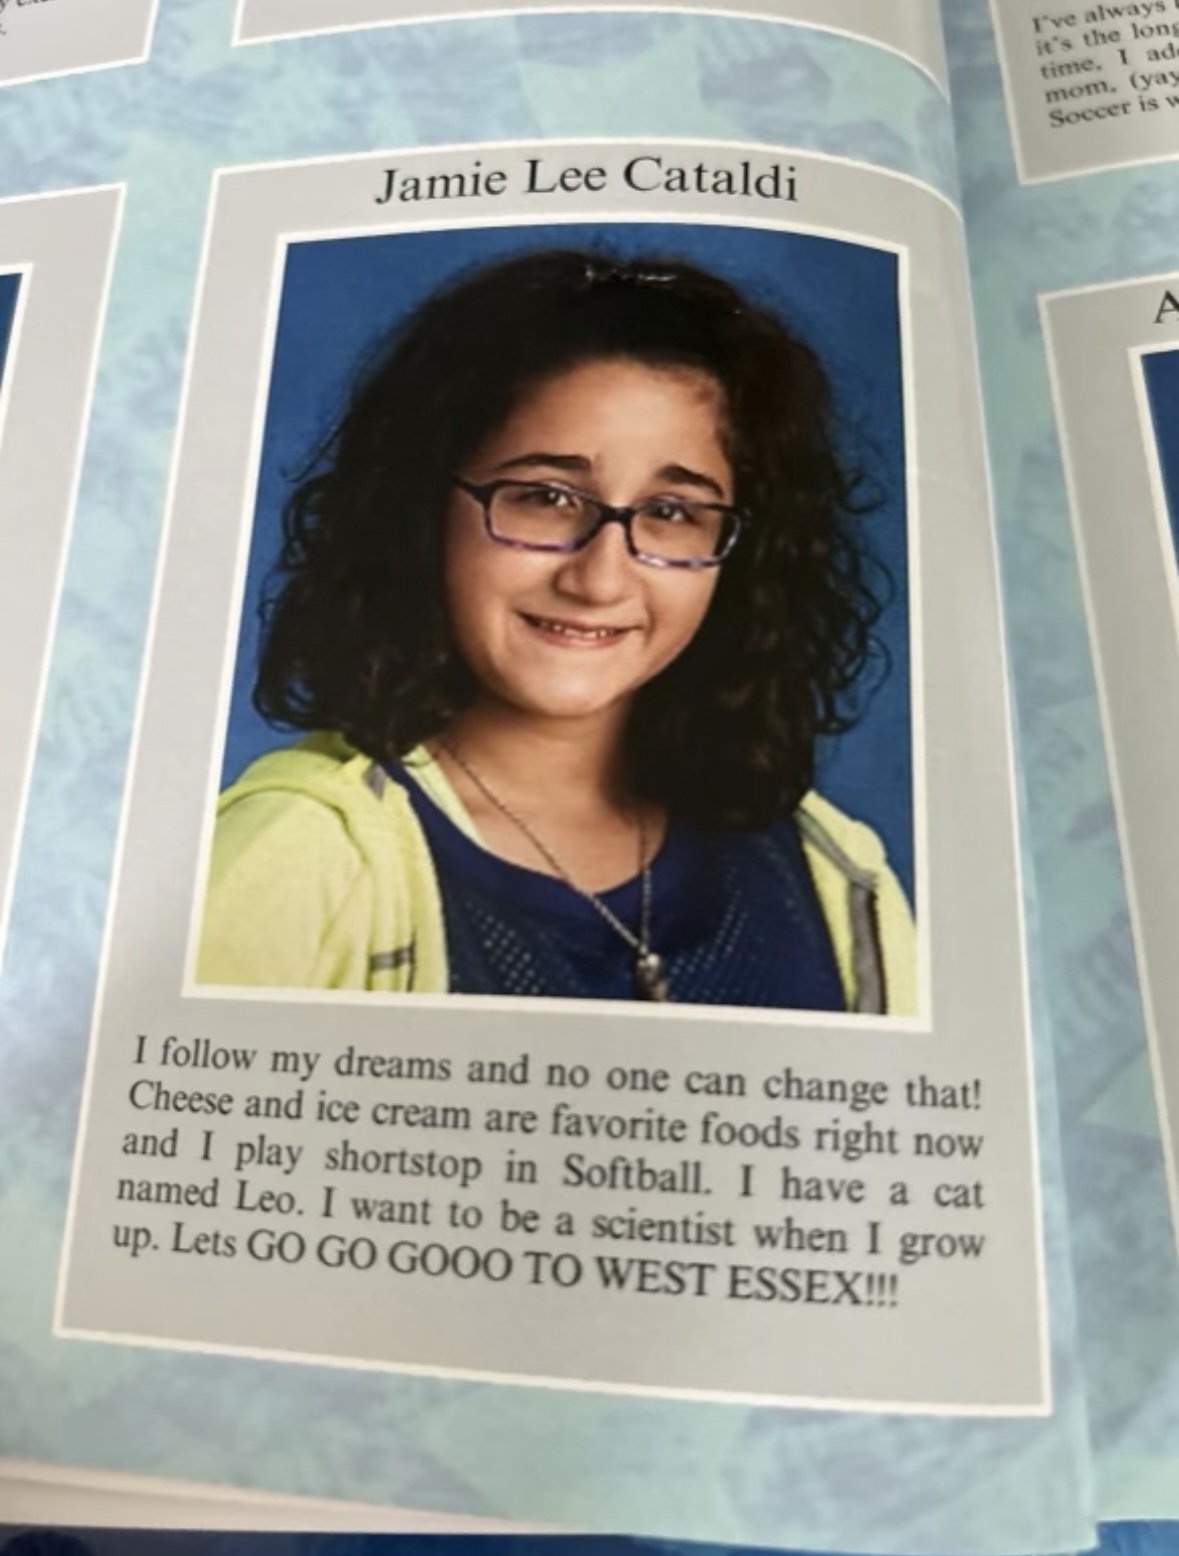 Jamie Lee Cataldi
I follow my dreams and no one can change that!
Cheese and ice cream are favorite foods right now
and I play shortstop in Softball. I have a cat
named Leo. I want to be a scientist when I grow
up. Lets GO GO GOOO TO WEST ESSEX!!!
I've always
it's the long
time, I
mom, (yay
Soccer is
A